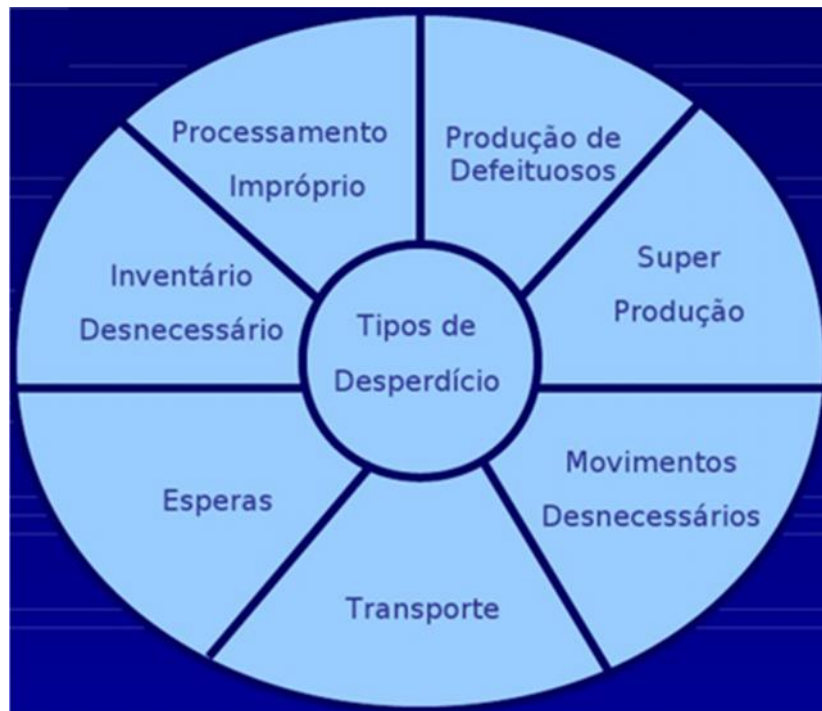 Processamento
Impróprio
Produção de
Defeituosos
Super
Produção
Inventário
Desnecessário
Tipos de
Desperdício
Movimentos
Desnecessários
Esperas
Transporte